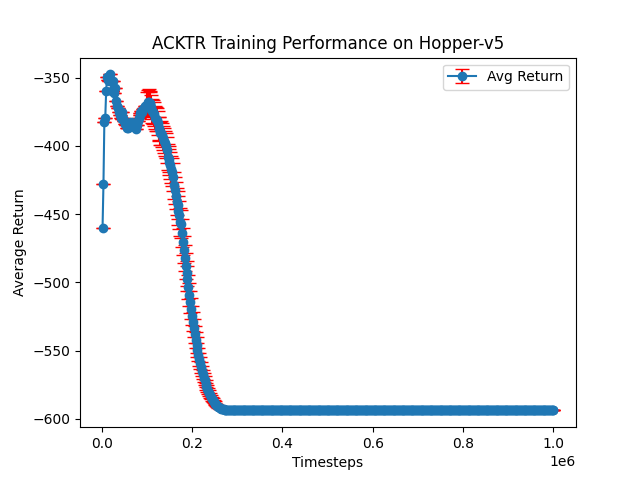 ACKTR Training Performance on Hopper-v5
Avg Return
Average Return
−350
−400
−450
−500
−550
−600
0.0
0.2
0.4
0.6
0.8
1.0
1e6
Timesteps